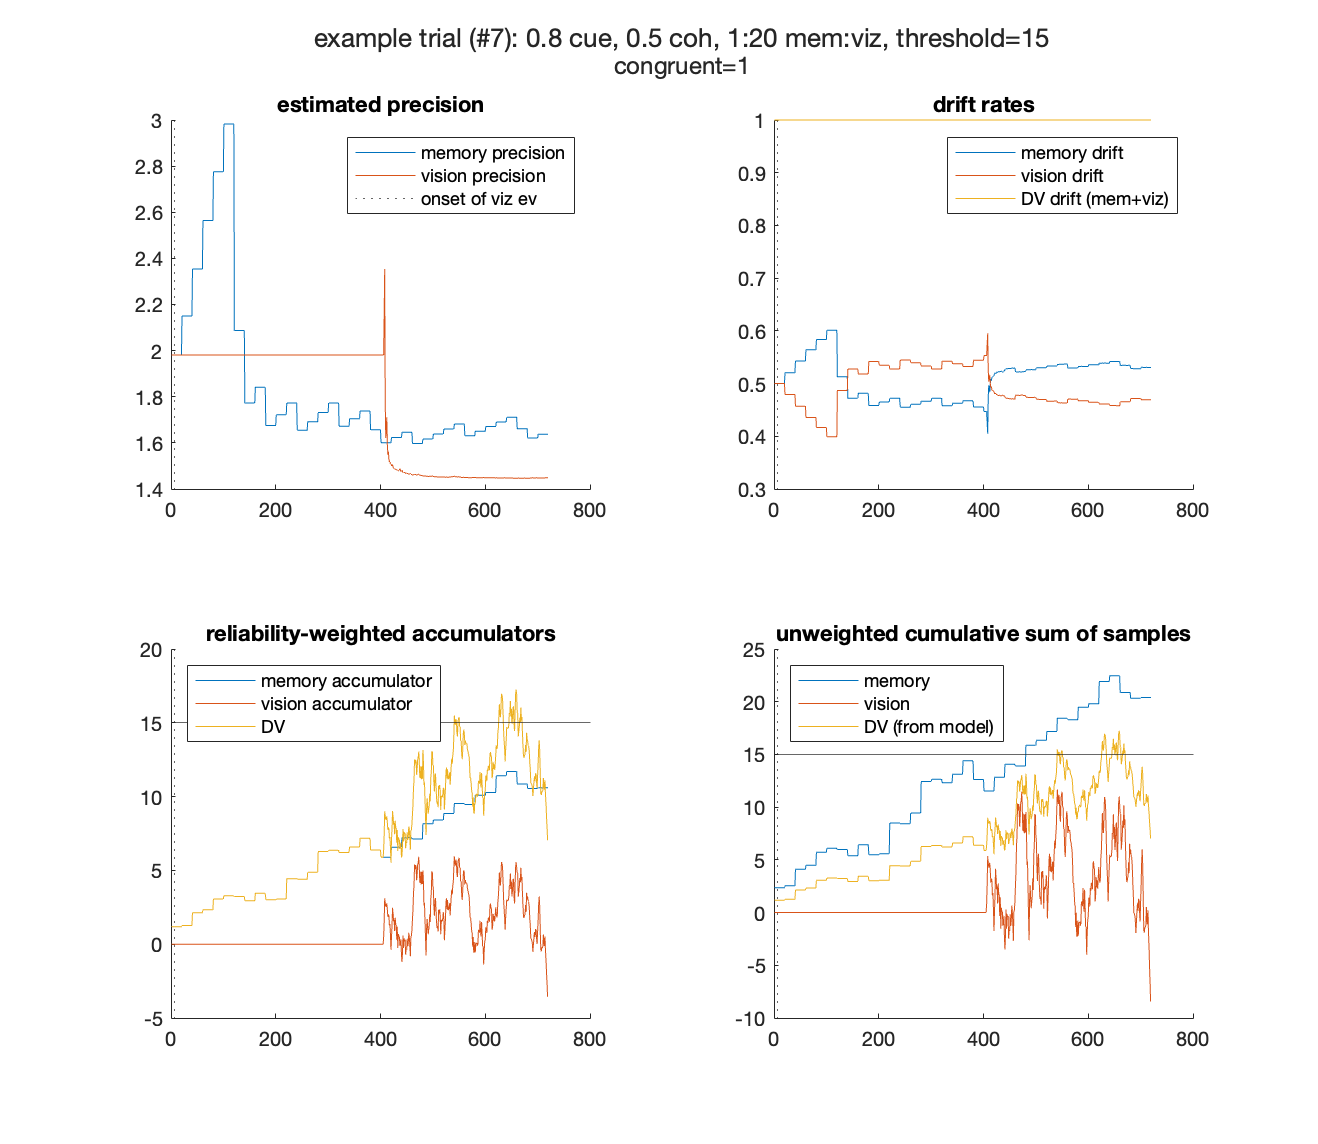 example trial (#7): 0.8 cue, 0.5 coh, 1:20 mem:viz, threshold=15
congruent=1
estimated precision
3
2.8
2.6
2.4
2.2
2
1.8
1.6
1.4
0
200
400
600
800
memory precision
vision precision
onset of viz ev
drift rates
1
0.9
0.8
0.7
0.6
0.5
0.4
0.3
0
200
400
600
800
memory drift
vision drift
DV drift (mem+viz)
reliability-weighted accumulators
20
15
10
5
0
-5
0
200
400
600
800
memory accumulator
vision accumulator
DV
unweighted cumulative sum of samples
25
20
15
10
5
0
-5
-10
0
200
400
600
800
memory
vision
DV (from model)